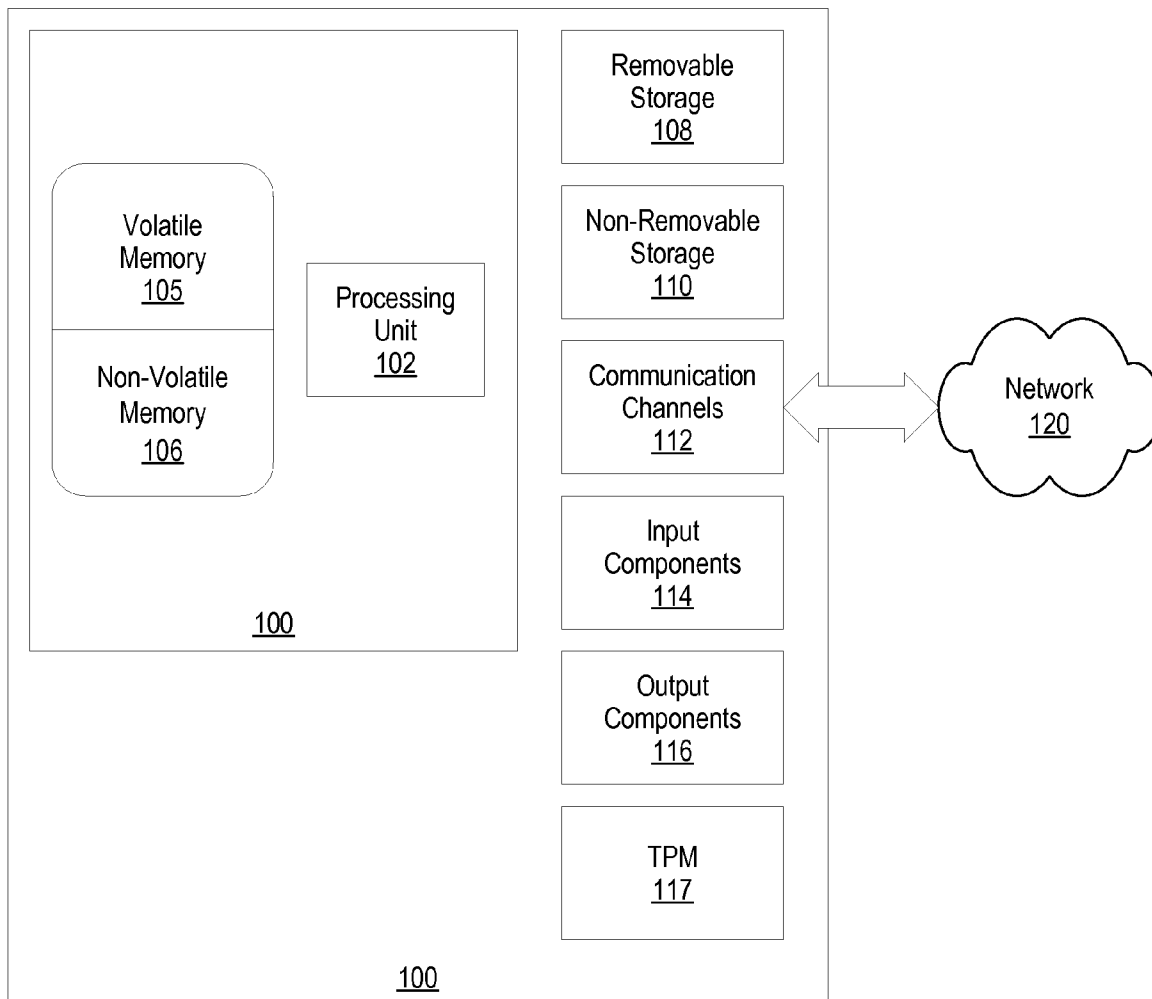 Volatile
Memory
105
Non-Volatile
Memory
106
Processing
Unit
102
100
Removable
Storage
108
Non-Removable
Storage
110
Communication
Channels
112
Input
Components
114
Output
Components
116
TPM
117
100
Network
120